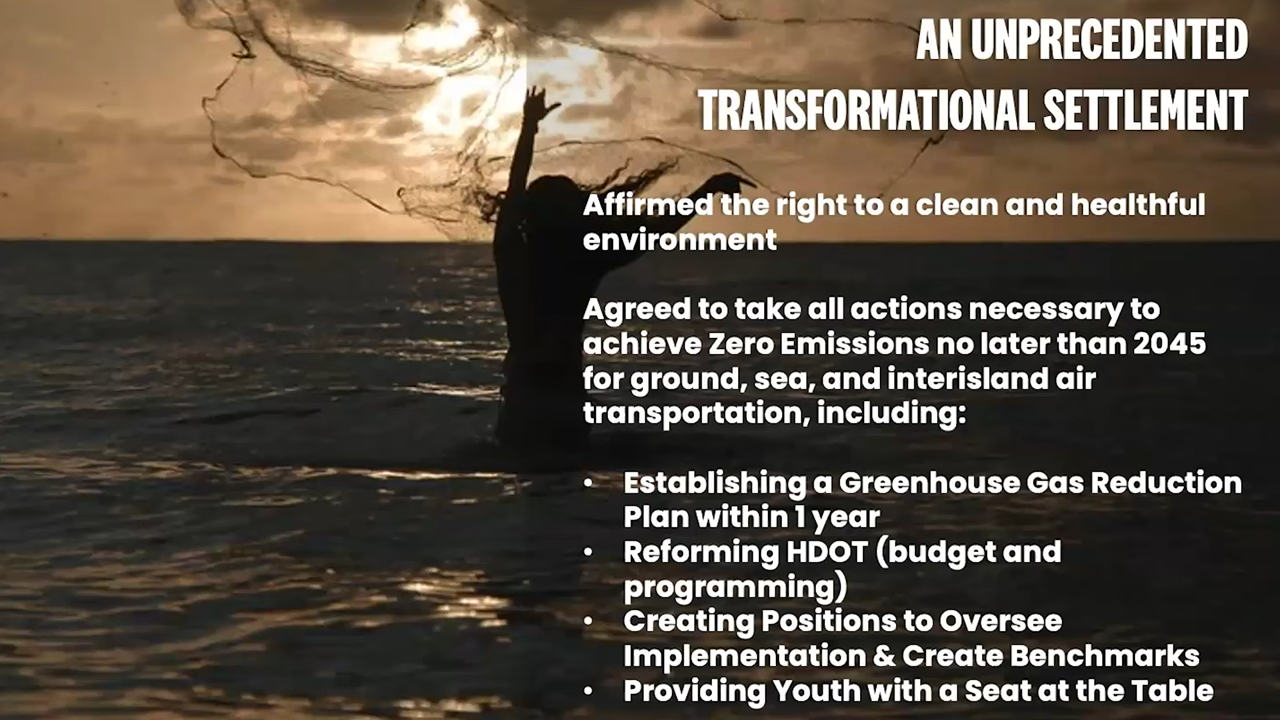 AN UNPRECEDENTED
TRANSFORMATIONAL SETTLEMENT
Affirmed the right to a clean and healthful
environment
Agreed to take all actions necessary to
achieve Zero Emissions no later than 2045
for ground, sea, and interisland air
transportation, including:
• Establishing a Greenhouse Gas Reduction
Plan within 1 year
• Reforming HDOT (budget and
programming)
• Creating Positions to Oversee
Implementation & Create Benchmarks
• Providing Youth with a Seat at the Table